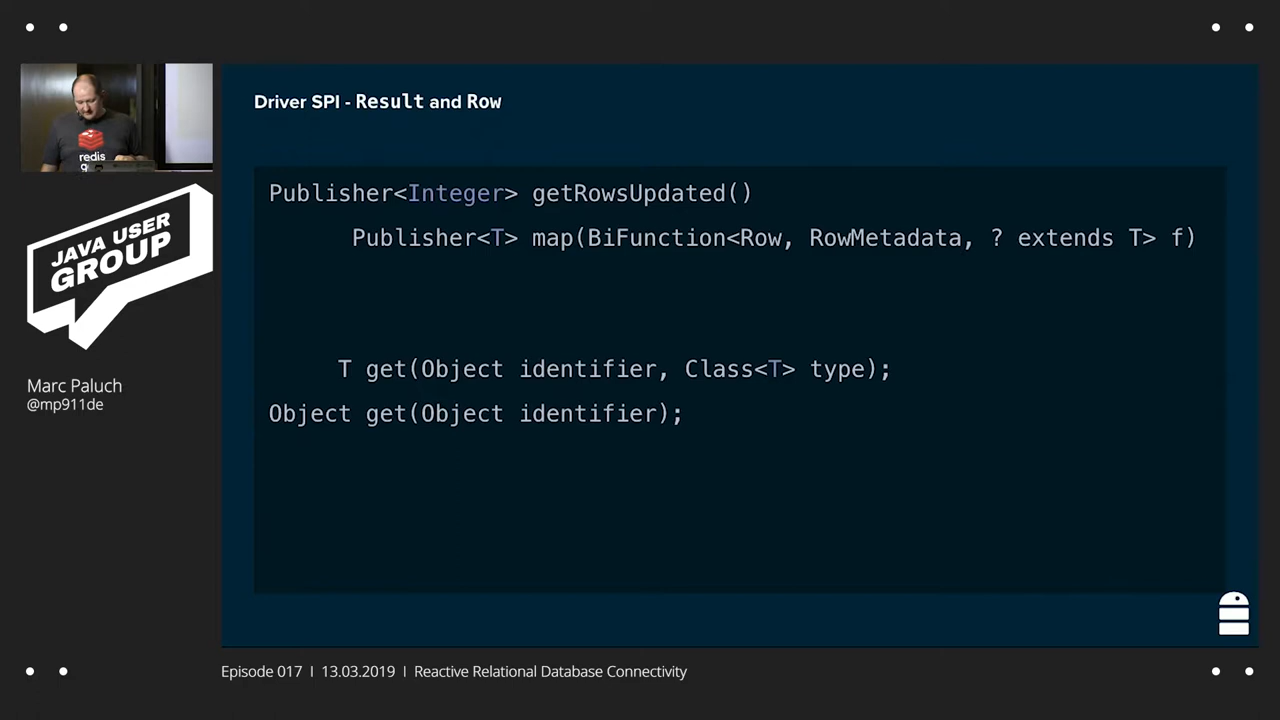 Driver SPI - Result and Row
redis
JAVA USER
GROUP
Marc Paluch
@mp911de
Publisher<Integer> getRowsUpdated()
Publisher<T> map(BiFunction<Row, RowMetadata, ? extends T> f)
T get(Object identifier, Class<T> type);
Object get(Object identifier);
Episode 017 | 13.03.2019 | Reactive Relational Database Connectivity